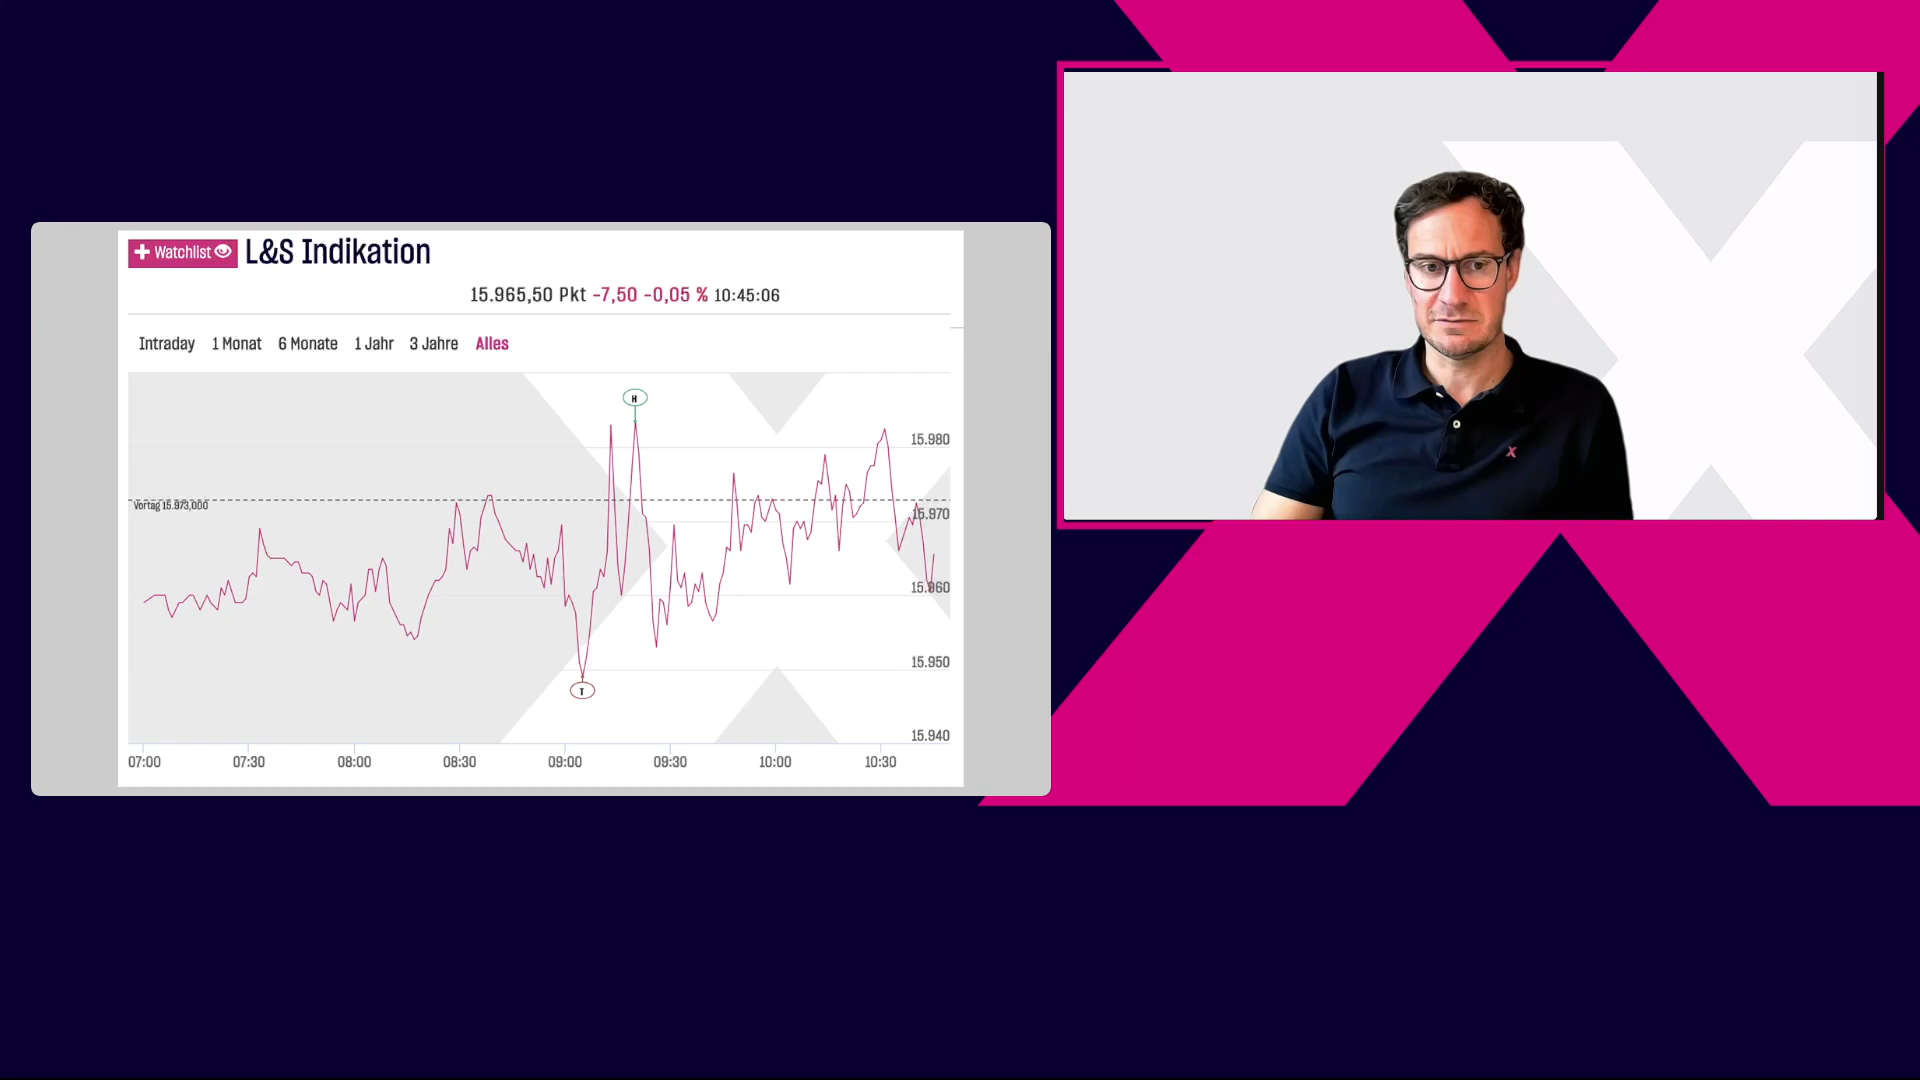 + Watchlist L&S Indikation
15.965,50 Pkt -7,50 -0,05 % 10:45:06
Intraday 1 Monat 6 Monate 1 Jahr 3 Jahre Alles
H
15.980
Vortag 15.973,000
15.970
15.960
15.950
T
15.940
07:00 07:30 08:00 08:30 09:00 09:30 10:00 10:30
X